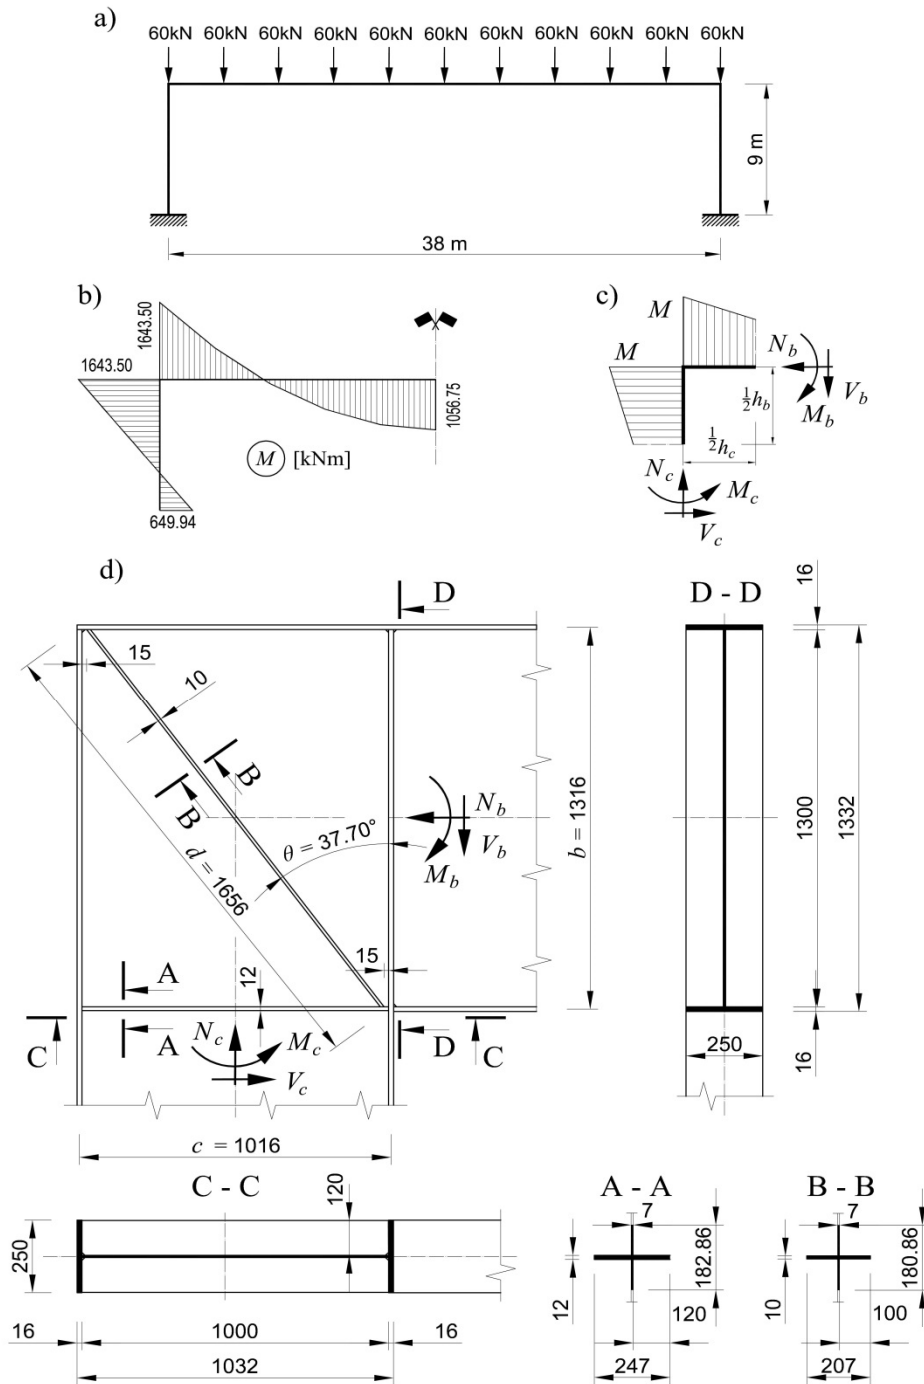 a)
60kN 60kN 60kN 60kN 60kN 60kN 60kN 60kN 60kN 60kN 60kN
9 m
38 m
b)
1643.50
1643.50
1056.75
M [kNm]
649.94
c)
M
M
N_b
V_b
M_b
½h_b
½h_c
N_c
M_c
V_c
d)
D
D - D
16
15
10
B
B
d = 1656
θ = 37.70°
N_b
V_b
M_b
b = 1316
1300
1332
15
12
A
A
C
N_c
M_c
V_c
D
C
250
16
c = 1016
C - C
120
250
16
1000
16
1032
A - A
7
182.86
12
120
247
B - B
7
180.86
10
100
207